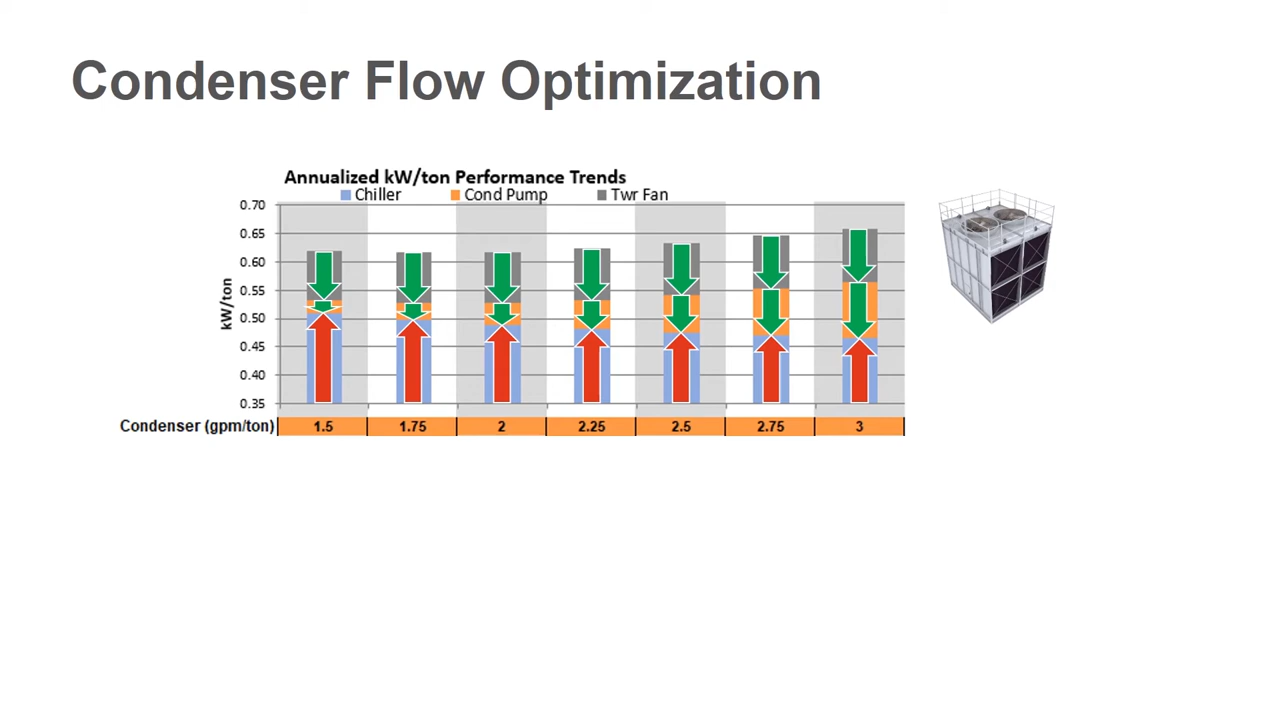 Condenser Flow Optimization
Annualized kW/ton Performance Trends
Chiller Cond Pump Twr Fan
0.70
0.65
0.60
0.55
0.50
0.45
0.40
0.35
kW/ton
Condenser (gpm/ton) 1.5 1.75 2 2.25 2.5 2.75 3